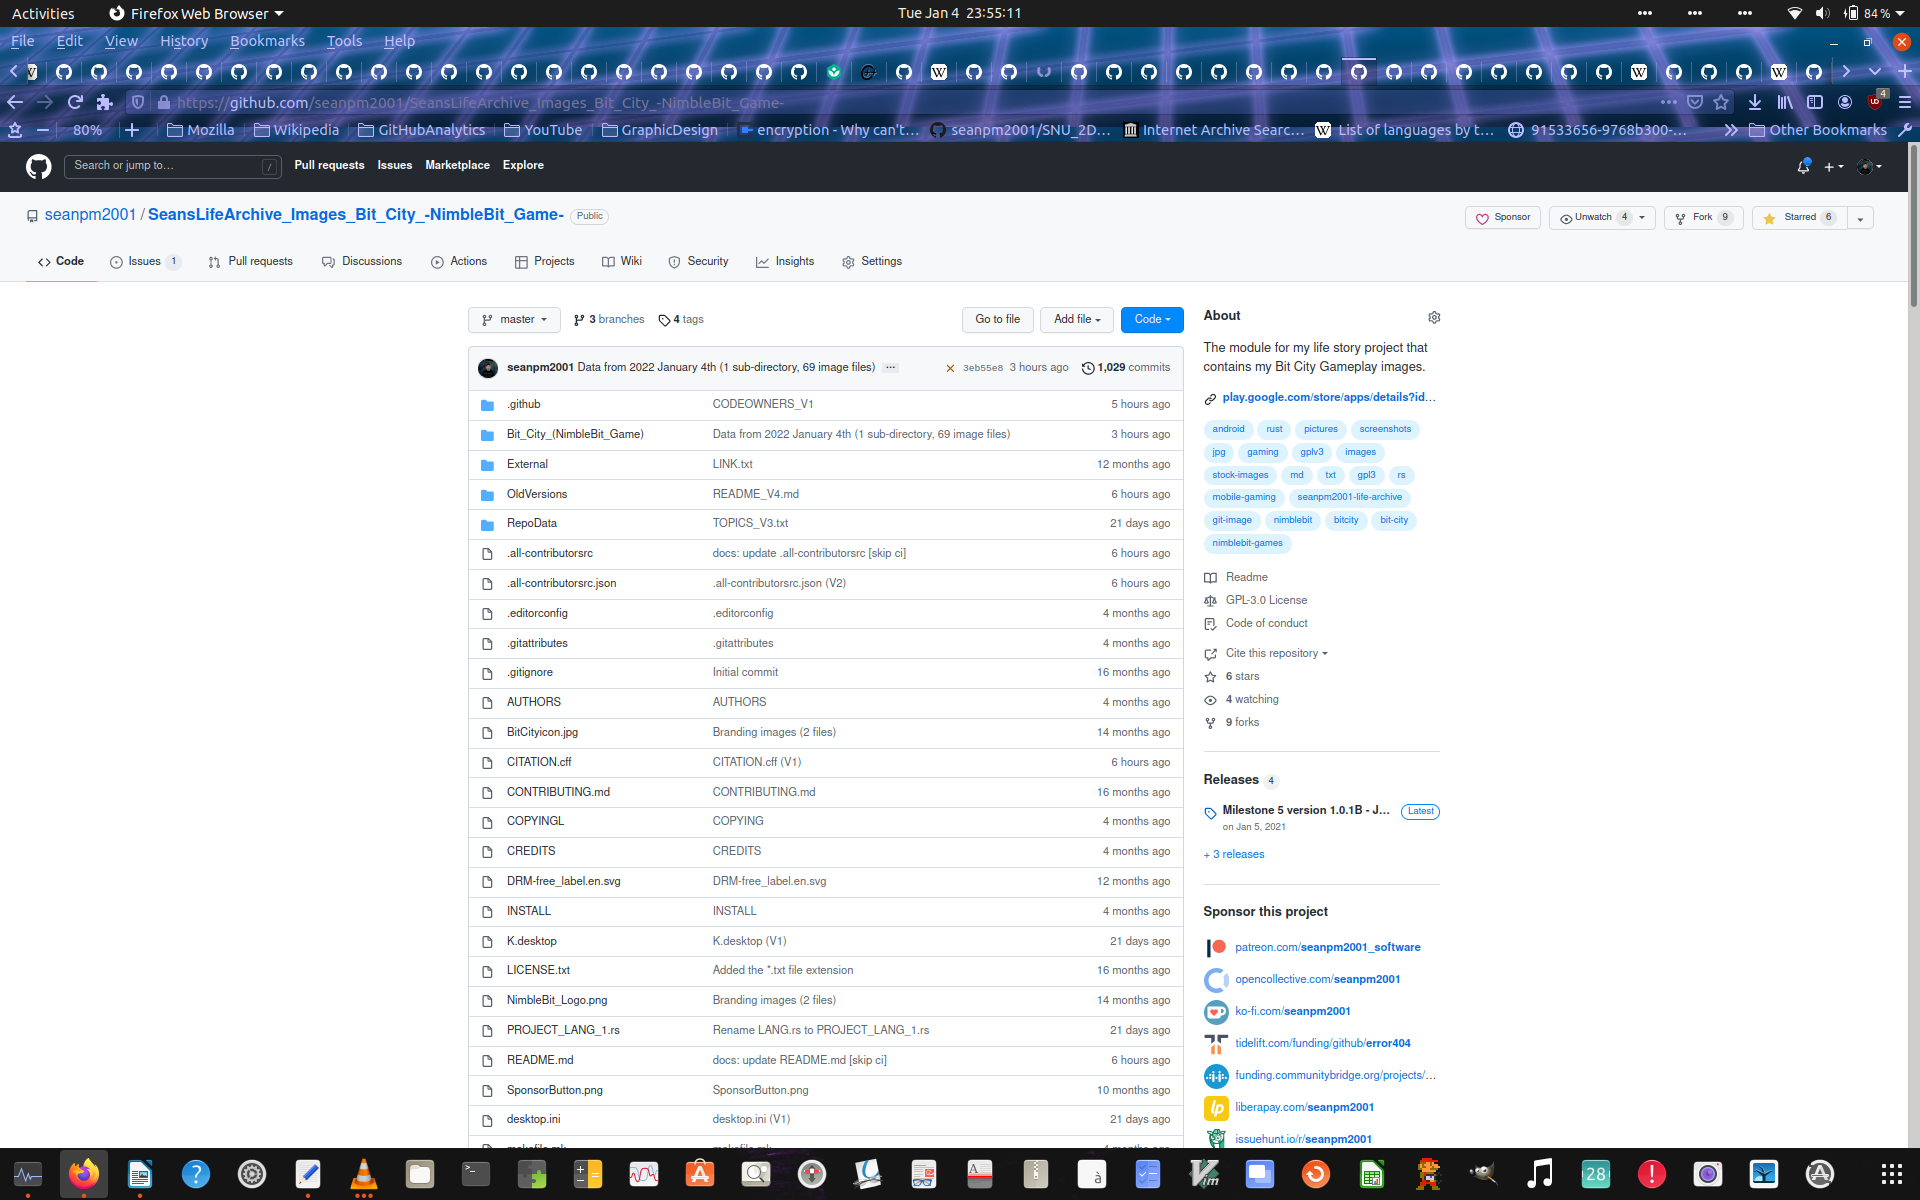 Activities Firefox Web Browser Tue Jan 4 23:55:11 84 %
File Edit View History Bookmarks Tools Help
https://github.com/seanpm2001/SeansLifeArchive_Images_Bit_City_-NimbleBit_Game- 4
80% Mozilla Wikipedia GitHubAnalytics YouTube GraphicDesign encryption - Why can't… seanpm2001/SNU_2D… Internet Archive Searc… List of languages by t… 91533656-9768b300-… Other Bookmarks
Search or jump to… / Pull requests Issues Marketplace Explore
seanpm2001 / SeansLifeArchive_Images_Bit_City_-NimbleBit_Game- Public Sponsor Unwatch 4 Fork 9 Starred 6
Code Issues 1 Pull requests Discussions Actions Projects Wiki Security Insights Settings
master 3 branches 4 tags Go to file Add file Code
seanpm2001 Data from 2022 January 4th (1 sub-directory, 69 image files) ... 3eb55e8 3 hours ago 1,029 commits
.github CODEOWNERS_V1 5 hours ago
Bit_City_(NimbleBit_Game) Data from 2022 January 4th (1 sub-directory, 69 image files) 3 hours ago
External LINK.txt 12 months ago
OldVersions README_V4.md 6 hours ago
RepoData TOPICS_V3.txt 21 days ago
.all-contributorsrc docs: update .all-contributorsrc [skip ci] 6 hours ago
.all-contributorsrc.json .all-contributorsrc.json (V2) 6 hours ago
.editorconfig .editorconfig 4 months ago
.gitattributes .gitattributes 4 months ago
.gitignore Initial commit 16 months ago
AUTHORS AUTHORS 4 months ago
BitCityicon.jpg Branding images (2 files) 14 months ago
CITATION.cff CITATION.cff (V1) 6 hours ago
CONTRIBUTING.md CONTRIBUTING.md 16 months ago
COPYINGL COPYING 4 months ago
CREDITS CREDITS 4 months ago
DRM-free_label.en.svg DRM-free_label.en.svg 12 months ago
INSTALL INSTALL 4 months ago
K.desktop K.desktop (V1) 21 days ago
LICENSE.txt Added the *.txt file extension 16 months ago
NimbleBit_Logo.png Branding images (2 files) 14 months ago
PROJECT_LANG_1.rs Rename LANG.rs to PROJECT_LANG_1.rs 21 days ago
README.md docs: update README.md [skip ci] 6 hours ago
SponsorButton.png SponsorButton.png 10 months ago
desktop.ini desktop.ini (V1) 21 days ago
About
The module for my life story project that
contains my Bit City Gameplay images.
play.google.com/store/apps/details?id…
android rust pictures screenshots
jpg gaming gplv3 images
stock-images md txt gpl3 rs
mobile-gaming seanpm2001-life-archive
git-image nimblebit bitcity bit-city
nimblebit-games
Readme
GPL-3.0 License
Code of conduct
Cite this repository
6 stars
4 watching
9 forks
Releases 4
Milestone 5 version 1.0.1B - J… Latest
on Jan 5, 2021
+ 3 releases
Sponsor this project
patreon.com/seanpm2001_software
opencollective.com/seanpm2001
ko-fi.com/seanpm2001
tidelift.com/funding/github/error404
funding.communitybridge.org/projects/…
liberapay.com/seanpm2001
issuehunt.io/r/seanpm2001
28